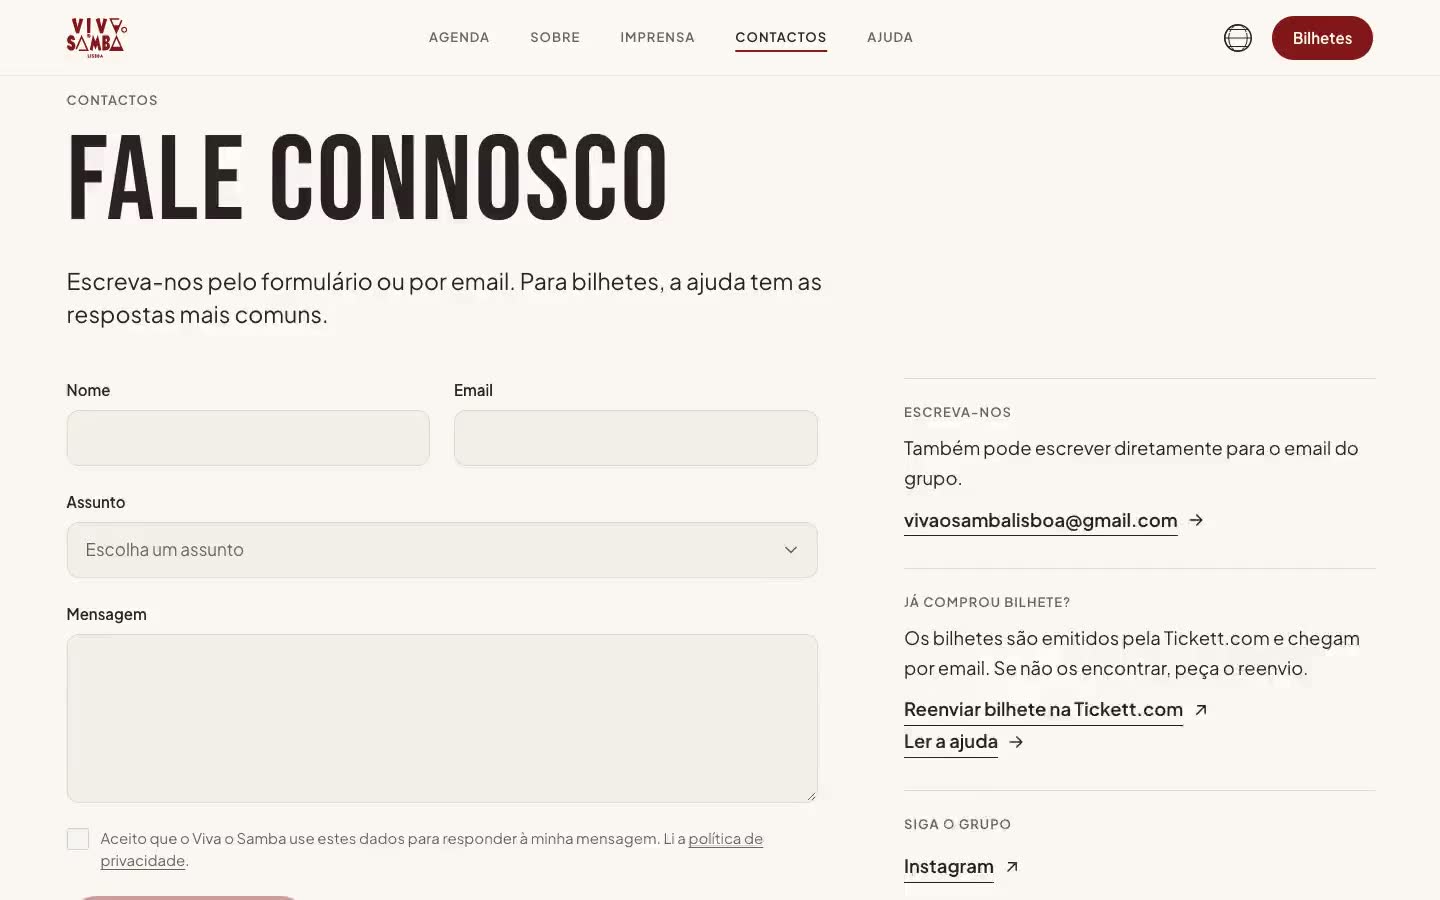 VIVA
O
SAMBA
LISBOA
AGENDA
SOBRE
IMPRENSA
CONTACTOS
AJUDA
Bilhetes
CONTACTOS
FALE CONNOSCO
Escreva-nos pelo formulário ou por email. Para bilhetes, a ajuda tem as
respostas mais comuns.
Nome
Email
Assunto
Escolha um assunto
Mensagem
Aceito que o Viva o Samba use estes dados para responder à minha mensagem. Li a política de
privacidade.
ESCREVA-NOS
Também pode escrever diretamente para o email do
grupo.
vivaosambalisboa@gmail.com →
JÁ COMPROU BILHETE?
Os bilhetes são emitidos pela Tickett.com e chegam
por email. Se não os encontrar, peça o reenvio.
Reenviar bilhete na Tickett.com ↗
Ler a ajuda →
SIGA O GRUPO
Instagram ↗